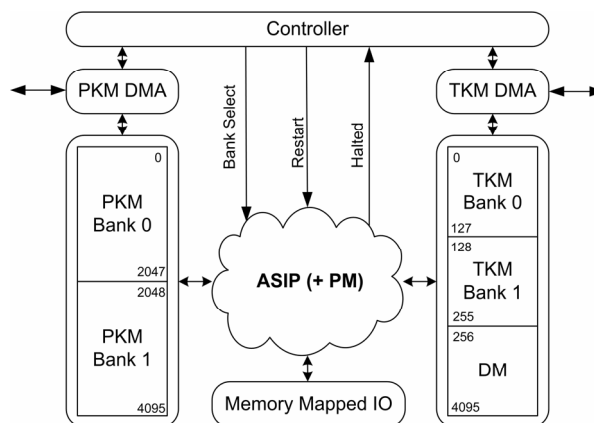 Controller
PKM DMA
TKM DMA
Bank Select
Restart
Halted
0
PKM
Bank 0
2047
2048
PKM
Bank 1
4095
ASIP (+ PM)
Memory Mapped IO
0
TKM
Bank 0
127
128
TKM
Bank 1
255
256
DM
4095